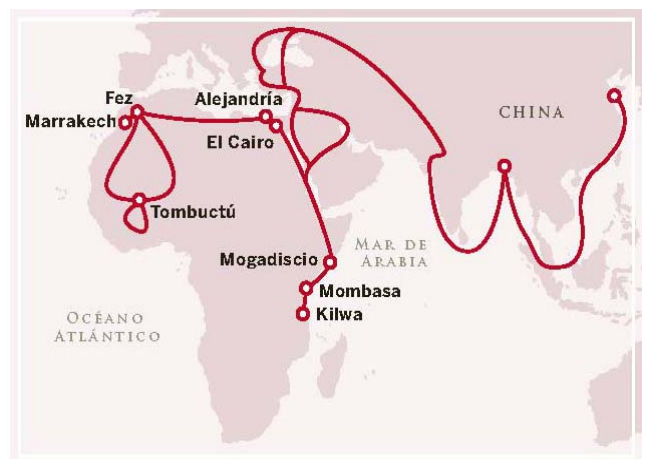 Fez
Alejandría
CHINA
Marrakech
El Cairo
Tombuctú
MAR DE
ARABIA
Mogadiscio
Mombasa
OCÉANO
ATLÁNTICO
Kilwa